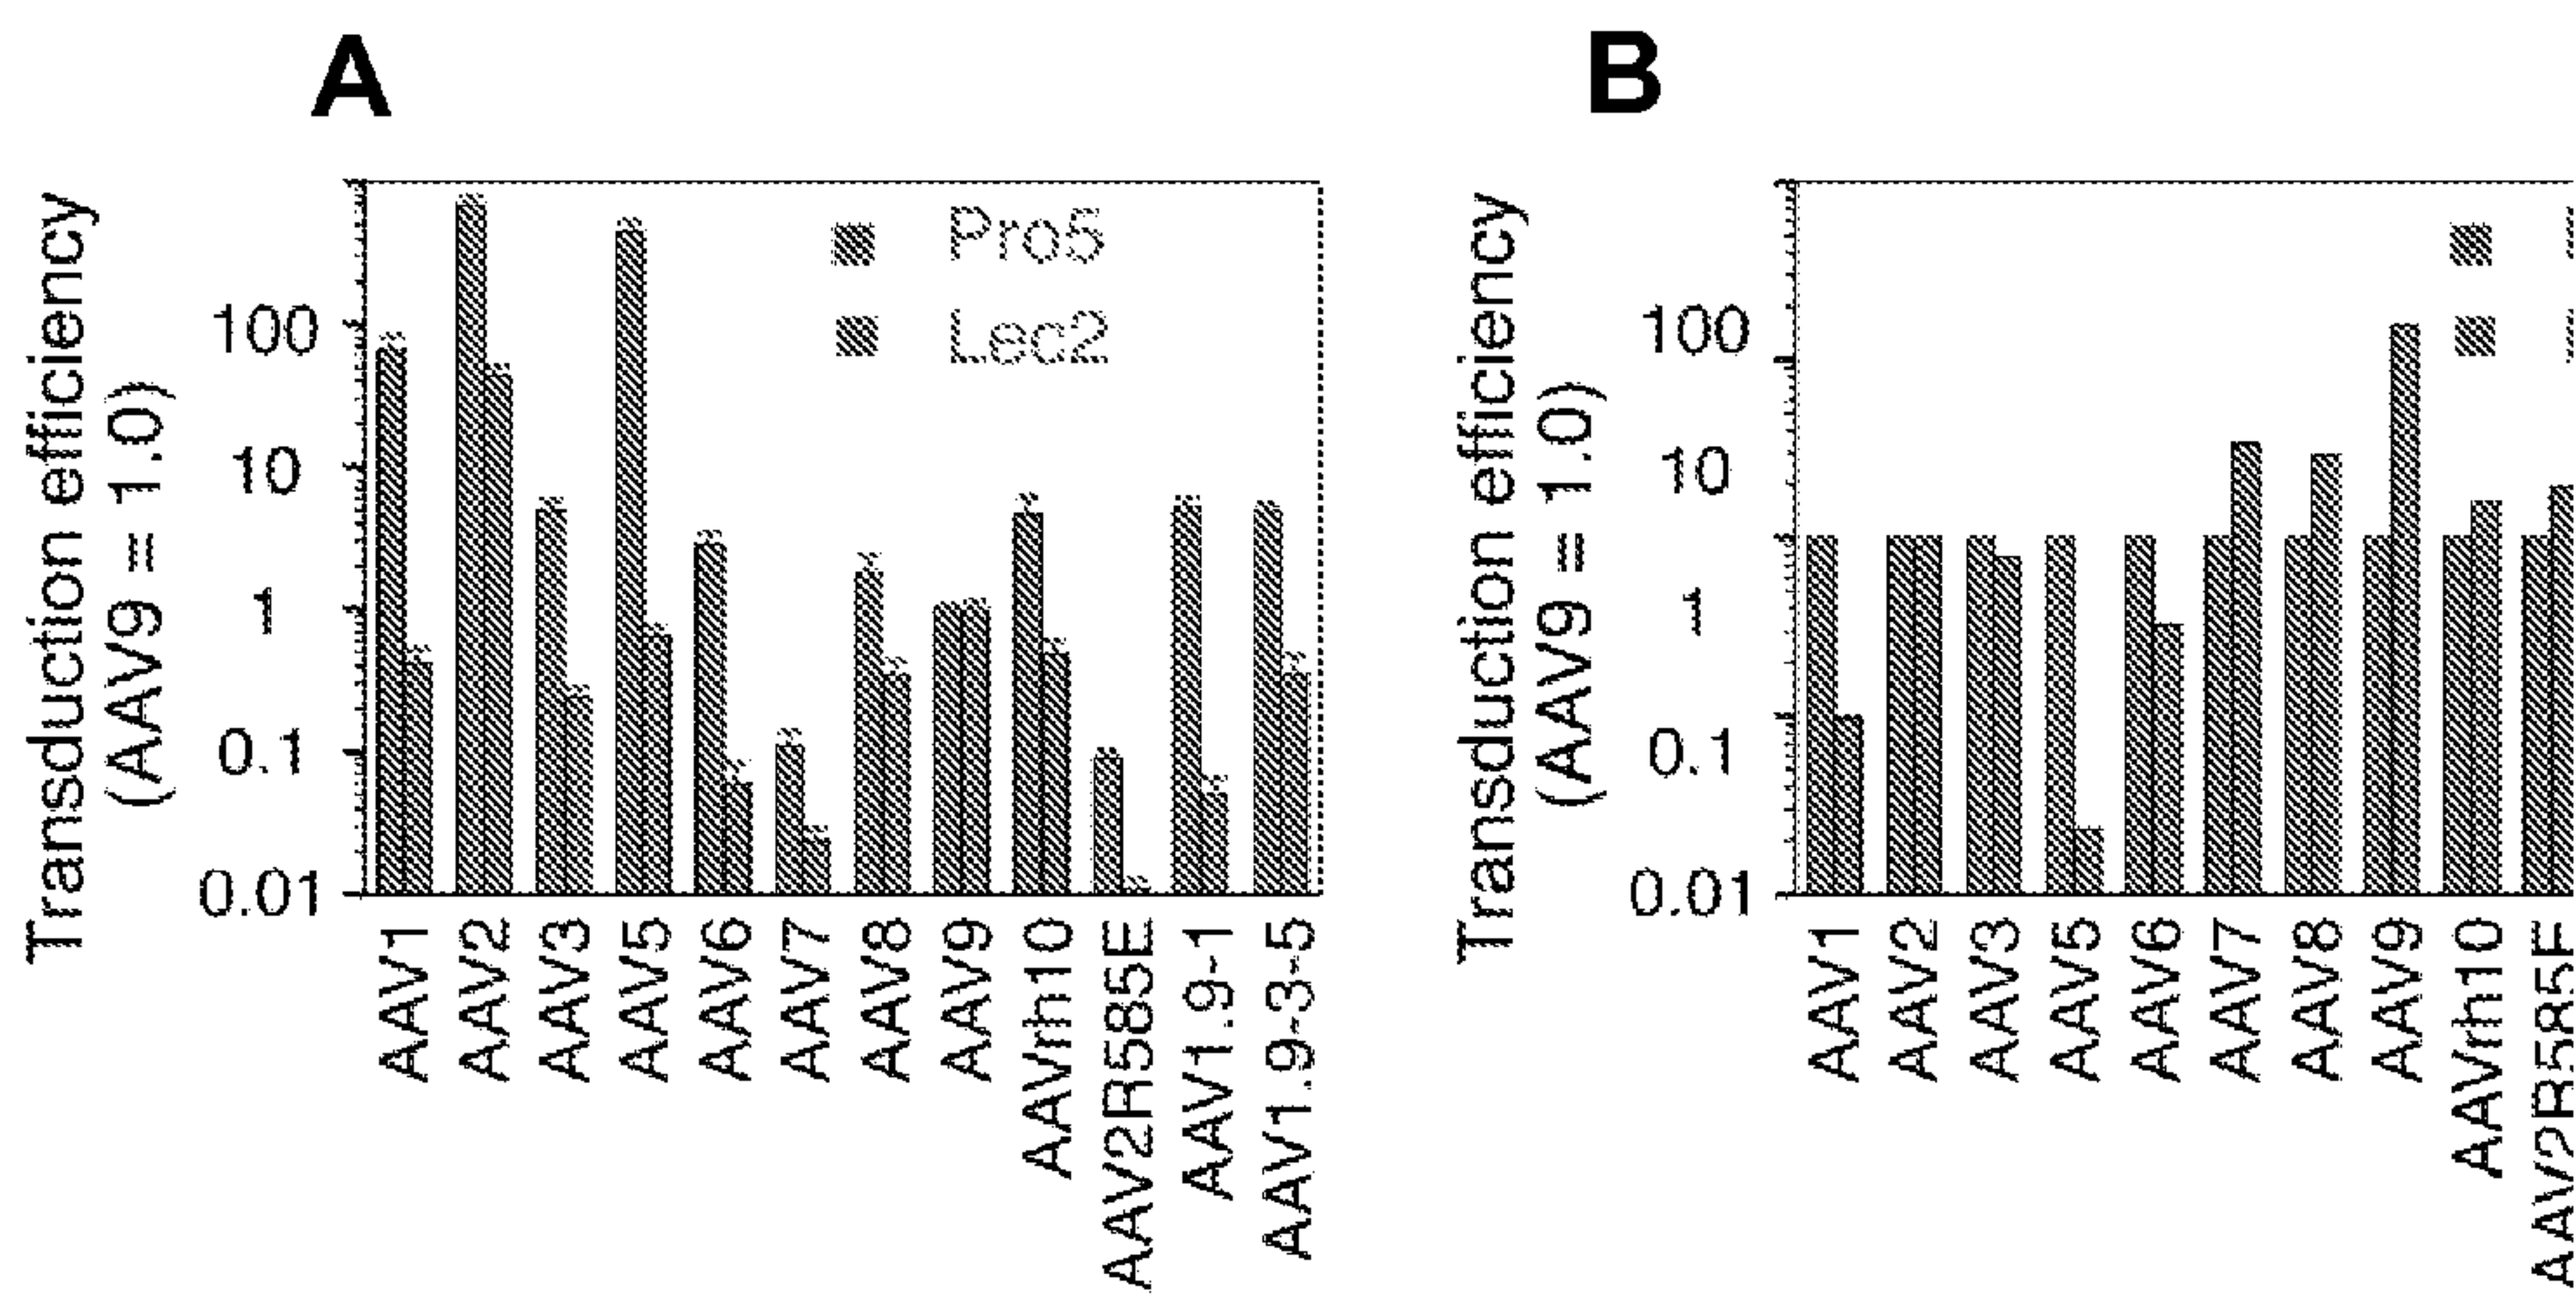 A
Transduction efficiency
(AAV9 = 1.0)
100
10
1
0.1
0.01
Pro5
Lec2
AAV1
AAV2
AAV3
AAV5
AAV6
AAV7
AAV8
AAV9
AAVrh10
AAV2R585E
AAV1.9-1
AAV1.9-3-5
B
Transduction efficiency
(AAV9 = 1.0)
100
10
1
0.1
0.01
AAV1
AAV2
AAV3
AAV5
AAV6
AAV7
AAV8
AAV9
AAVrh10
AAV2R585E